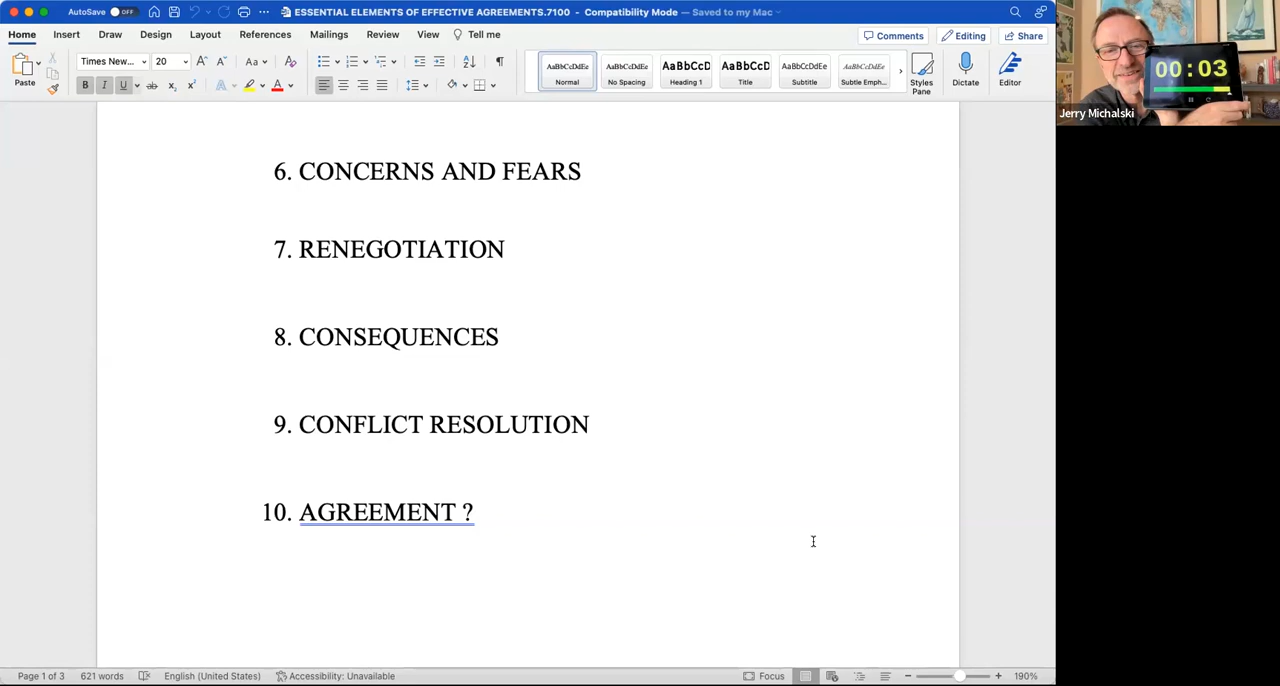 AutoSave OFF ESSENTIAL ELEMENTS OF EFFECTIVE AGREEMENTS.7100 - Compatibility Mode — Saved to my Mac
Home Insert Draw Design Layout References Mailings Review View Tell me Comments Editing Share
Paste Times New... 20 A A Aa A
B I U ab x₂ x² A A
AaBbCcDdEe AaBbCcDdEe AaBbCcD AaBbCcD AaBbCcDdEe AaBbCcDdEe
Normal No Spacing Heading 1 Title Subtitle Subtle Emph... Styles Pane Dictate Editor
00:03
Jerry Michalski
6. CONCERNS AND FEARS
7. RENEGOTIATION
8. CONSEQUENCES
9. CONFLICT RESOLUTION
10. AGREEMENT ?
Page 1 of 3 621 words English (United States) Accessibility: Unavailable Focus 190%